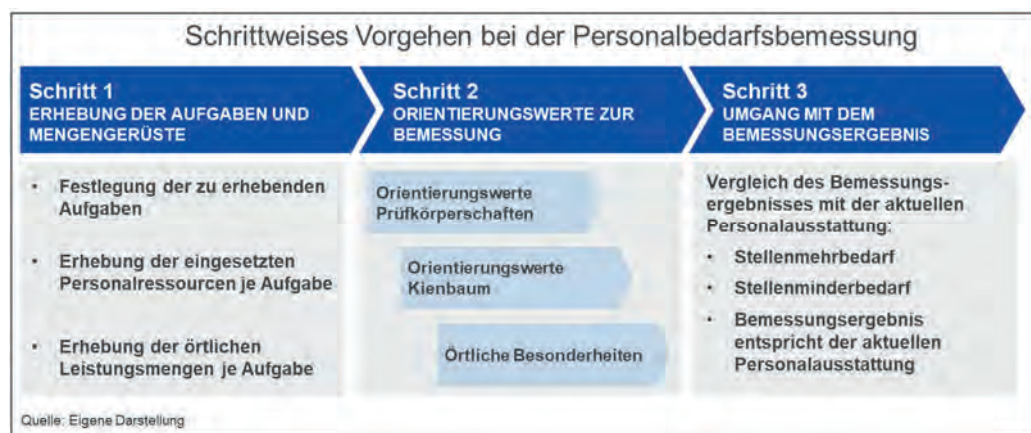 Schrittweises Vorgehen bei der Personalbedarfsbemessung
Schritt 1
ERHEBUNG DER AUFGABEN UND
MENGENGERÜSTE
• Festlegung der zu erhebenden
Aufgaben
• Erhebung der eingesetzten
Personalressourcen je Aufgabe
• Erhebung der örtlichen
Leistungsmengen je Aufgabe
Schritt 2
ORIENTIERUNGSWERTE ZUR
BEMESSUNG
Orientierungswerte
Prüfkörperschaften
Orientierungswerte
Kienbaum
Örtliche Besonderheiten
Schritt 3
UMGANG MIT DEM
BEMESSUNGSERGEBNIS
Vergleich des Bemessungs-
ergebnisses mit der aktuellen
Personalausstattung:
• Stellenmehrbedarf
• Stellenminderbedarf
• Bemessungsergebnis
entspricht der aktuellen
Personalausstattung
Quelle: Eigene Darstellung